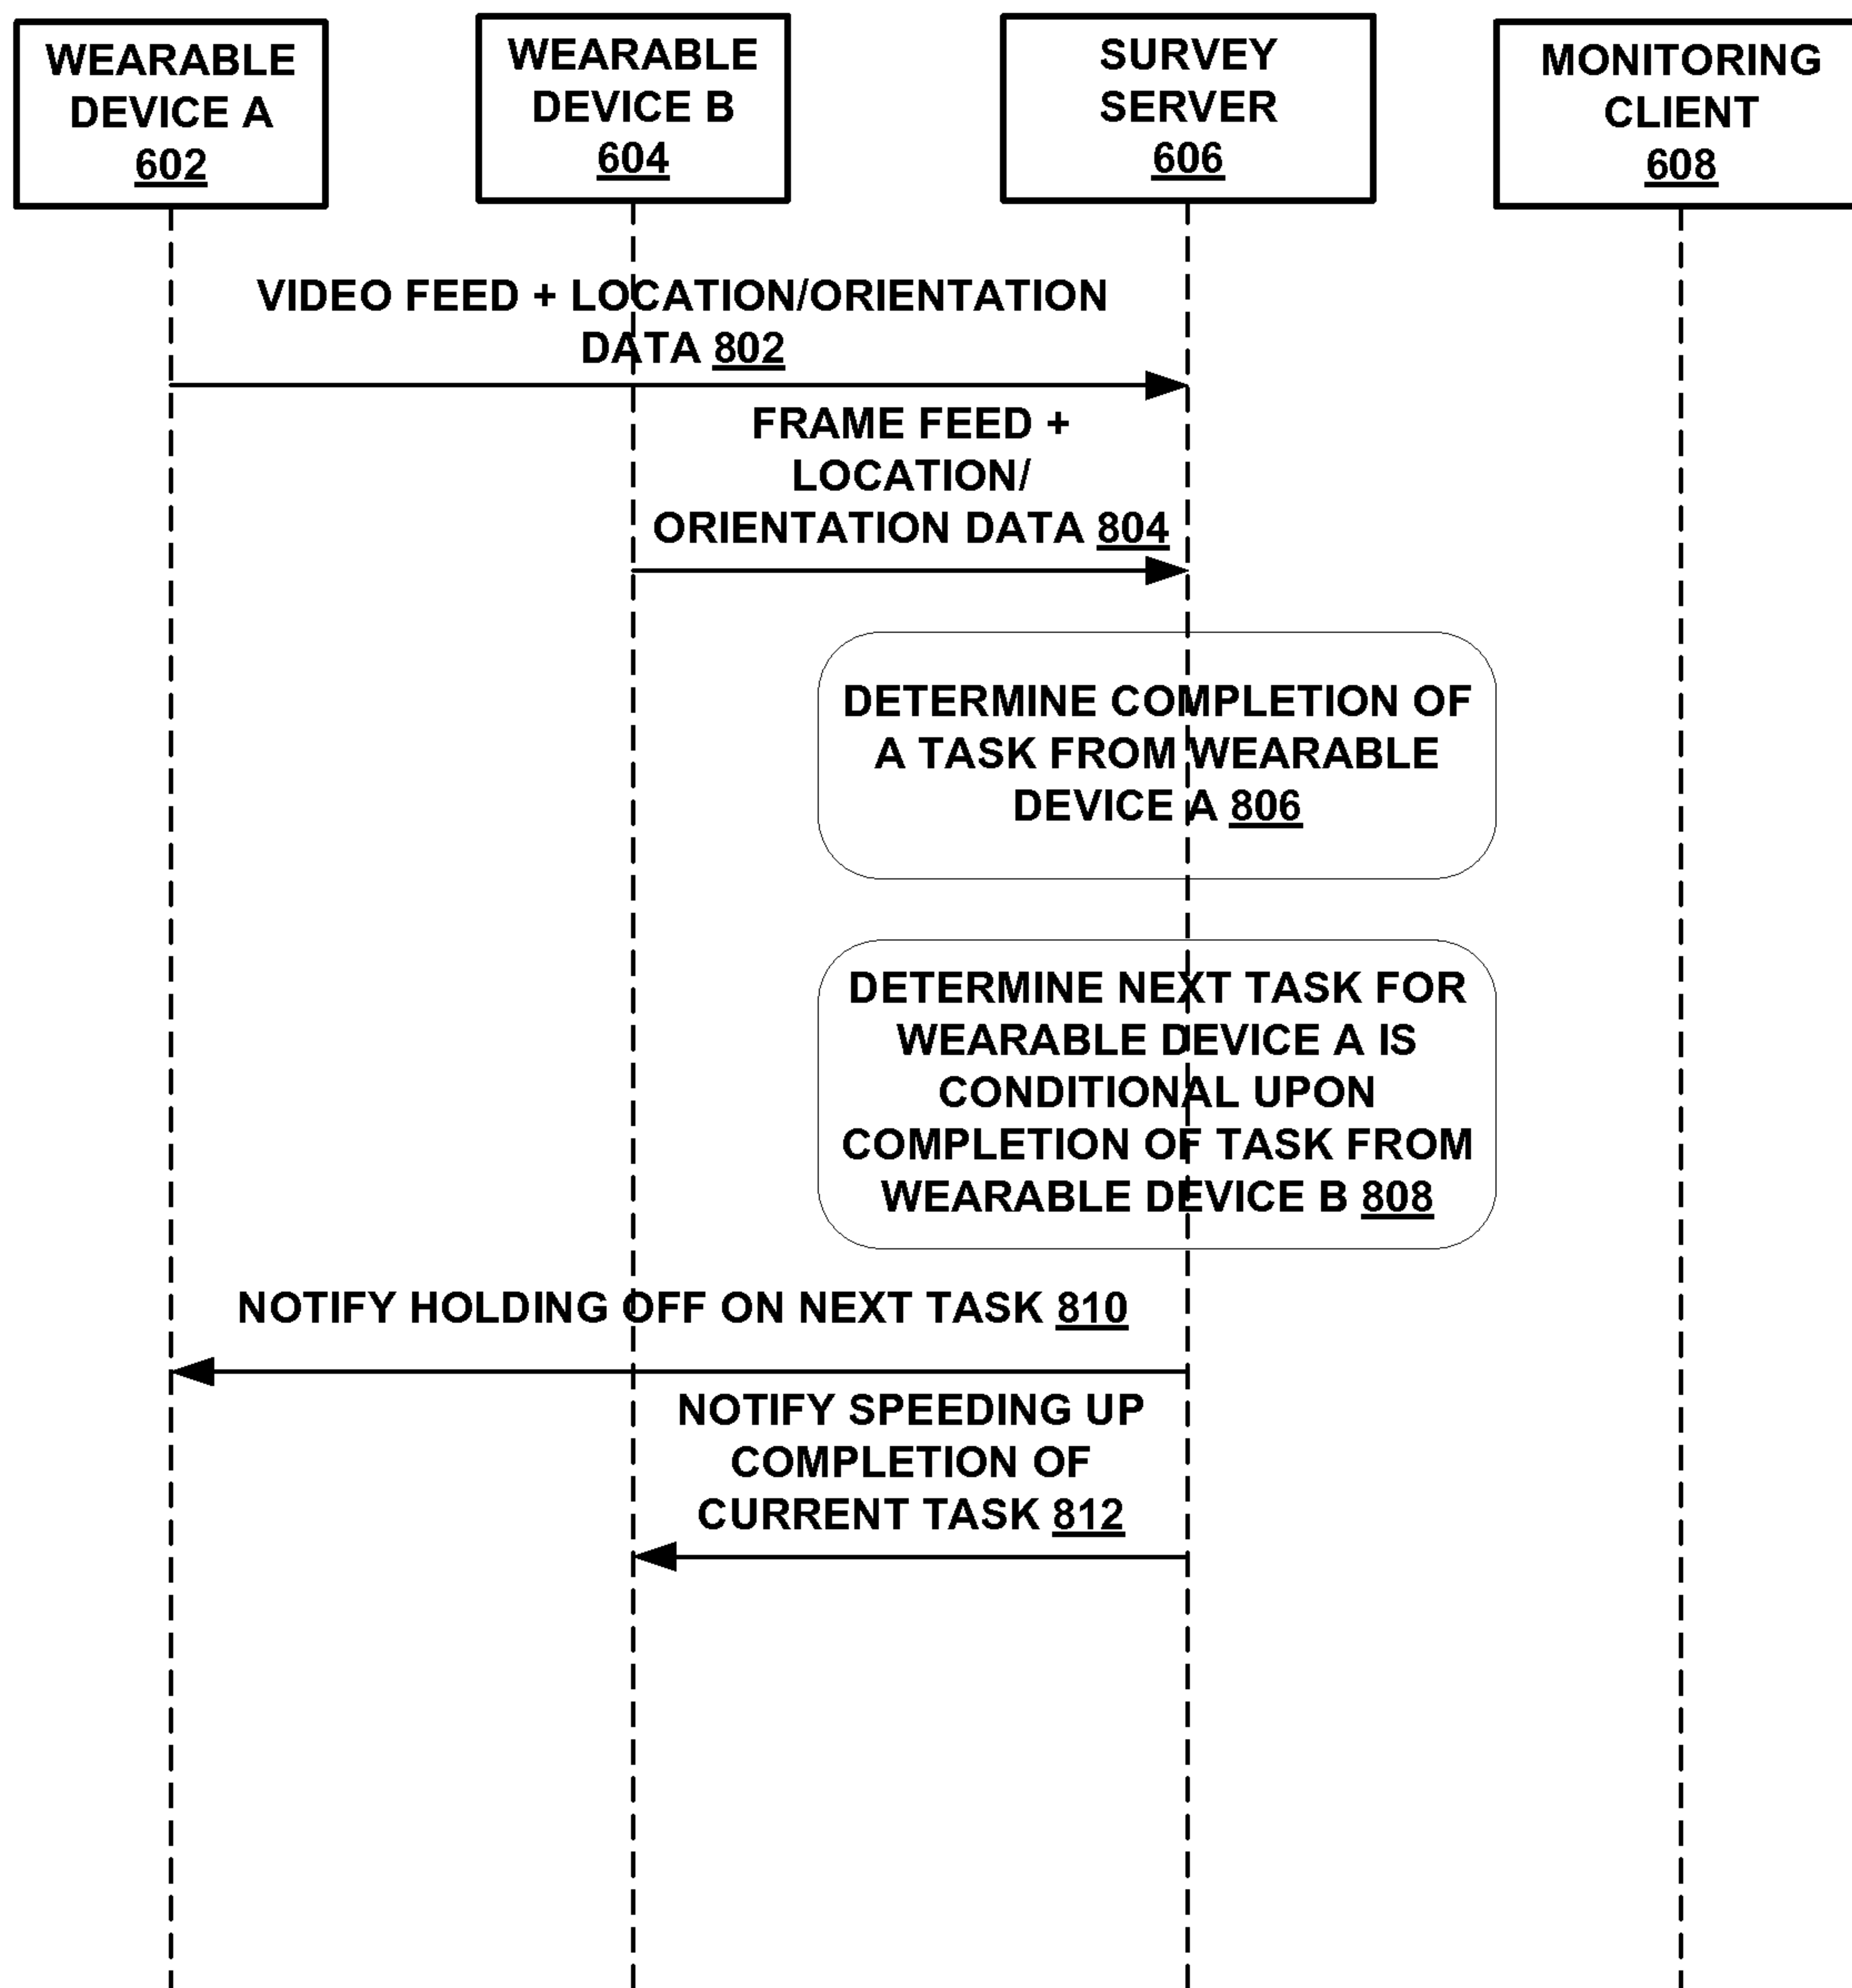 WEARABLE
DEVICE A
602
WEARABLE
DEVICE B
604
SURVEY
SERVER
606
MONITORING
CLIENT
608
VIDEO FEED + LOCATION/ORIENTATION
DATA 802
FRAME FEED +
LOCATION/
ORIENTATION DATA 804
DETERMINE COMPLETION OF
A TASK FROM WEARABLE
DEVICE A 806
DETERMINE NEXT TASK FOR
WEARABLE DEVICE A IS
CONDITIONAL UPON
COMPLETION OF TASK FROM
WEARABLE DEVICE B 808
NOTIFY HOLDING OFF ON NEXT TASK 810
NOTIFY SPEEDING UP
COMPLETION OF
CURRENT TASK 812